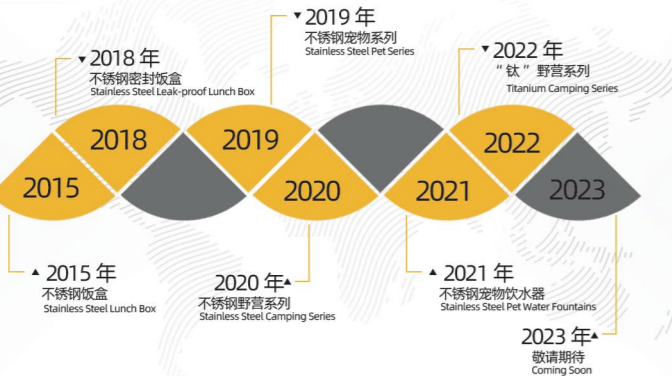 2019 年
不锈钢宠物系列
Stainless Steel Pet Series
2018 年
不锈钢密封饭盒
Stainless Steel Leak-proof Lunch Box
2022 年
“钛”野营系列
Titanium Camping Series
2018
2019
2022
2015
2020
2021
2023
2015 年
不锈钢饭盒
Stainless Steel Lunch Box
2020 年
不锈钢野营系列
Stainless Steel Camping Series
2021 年
不锈钢宠物饮水器
Stainless Steel Pet Water Fountains
2023 年
敬请期待
Coming Soon